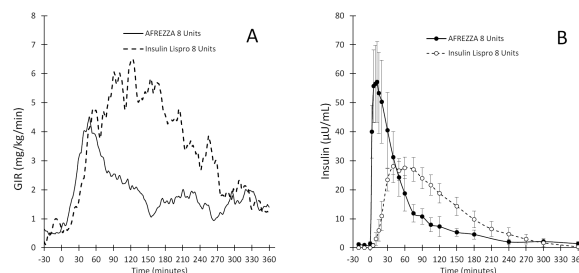 AFREZZA 8 Units
Insulin Lispro 8 Units
A
GIR (mg/kg/min)
8
7
6
5
4
3
2
1
0
-30 0 30 60 90 120 150 180 210 240 270 300 330 360
Time (minutes)
AFREZZA 8 Units
Insulin Lispro 8 Units
B
Insulin (µU/mL)
80
70
60
50
40
30
20
10
0
-30 0 30 60 90 120 150 180 210 240 270 300 330 360
Time (minutes)